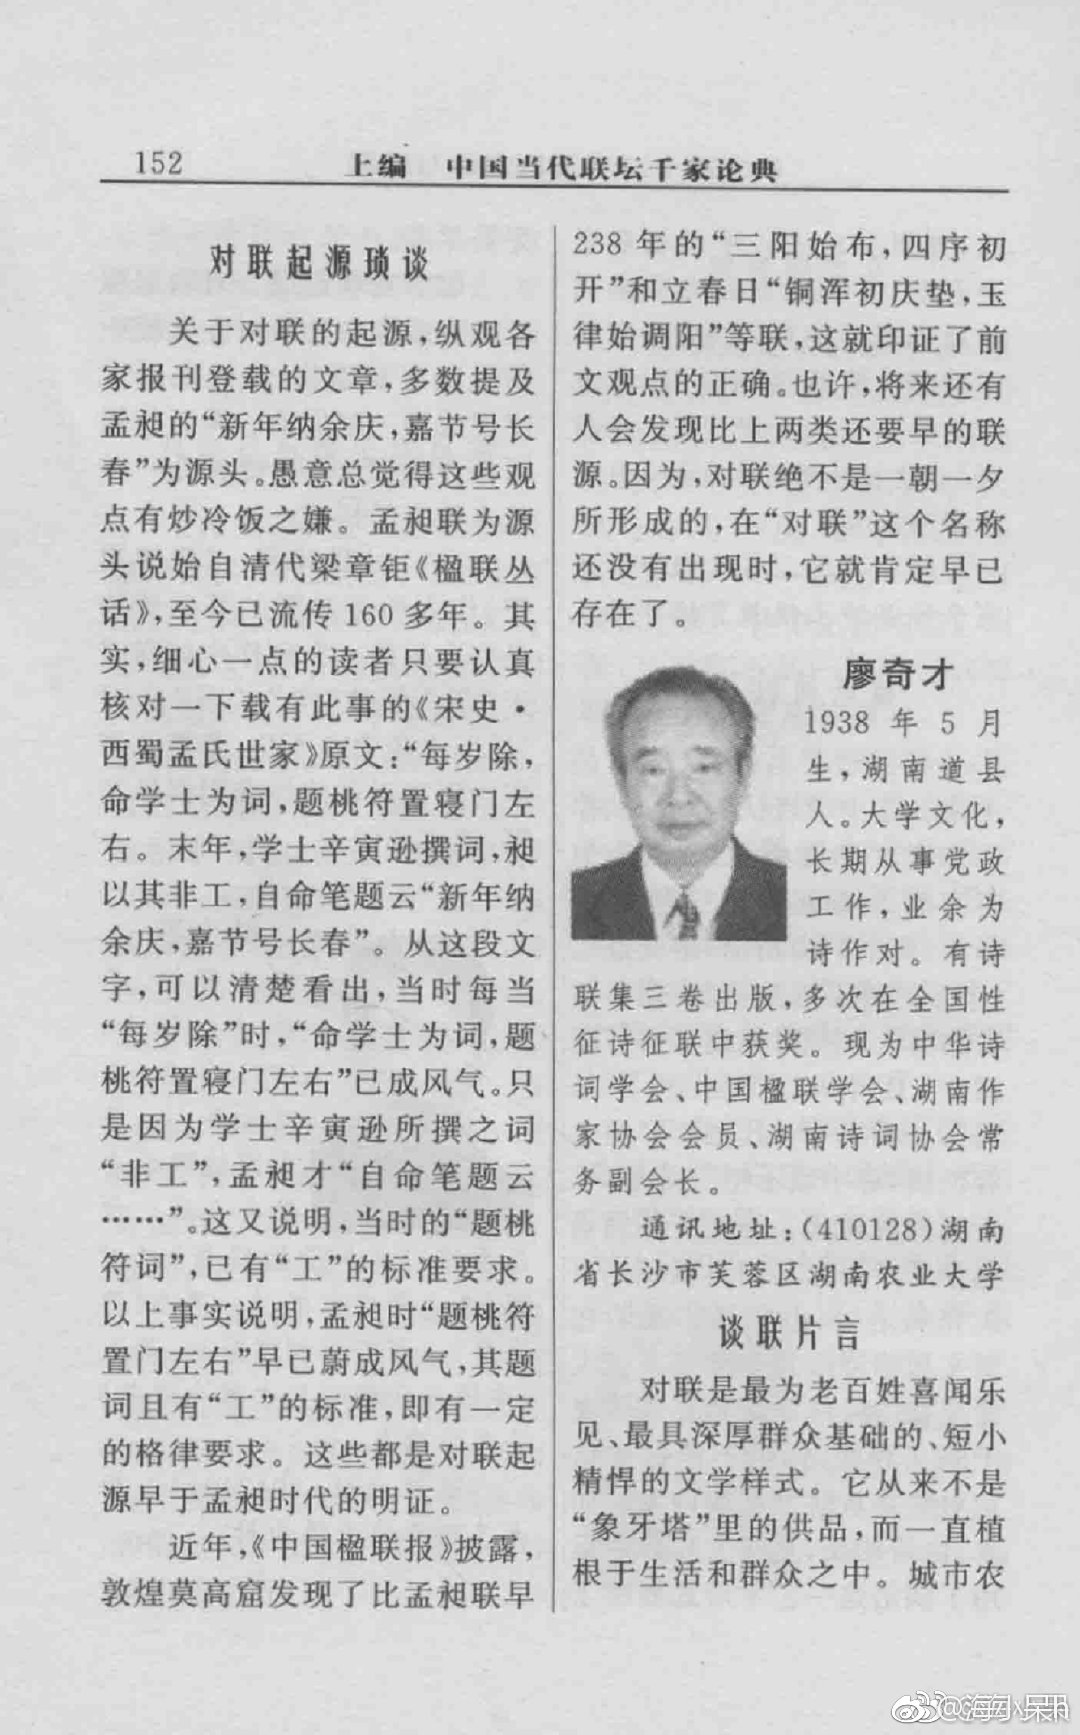 152
上编　中国当代联坛千家论典
对联起源琐谈
关于对联的起源，纵观各
家报刊登载的文章，多数提及
孟昶的“新年纳余庆，嘉节号长
春”为源头。愚意总觉得这些观
点有炒冷饭之嫌。孟昶联为源
头说始自清代梁章钜《楹联丛
话》，至今已流传160多年。其
实，细心一点的读者只要认真
核对一下载有此事的《宋史·
西蜀孟氏世家》原文：“每岁除，
命学士为词，题桃符置寝门左
右。末年，学士辛寅逊撰词，昶
以其非工，自命笔题云“新年纳
余庆，嘉节号长春”。从这段文
字，可以清楚看出，当时每当
“每岁除”时，“命学士为词，题
桃符置寝门左右”已成风气。只
是因为学士辛寅逊所撰之词
“非工”，孟昶才“自命笔题云
……”。这又说明，当时的“题桃
符词”，已有“工”的标准要求。
以上事实说明，孟昶时“题桃符
置门左右”早已蔚成风气，其题
词且有“工”的标准，即有一定
的格律要求。这些都是对联起
源早于孟昶时代的明证。
近年，《中国楹联报》披露，
敦煌莫高窟发现了比孟昶联早
238年的“三阳始布，四序初
开”和立春日“铜浑初庆垫，玉
律始调阳”等联，这就印证了前
文观点的正确。也许，将来还有
人会发现比上两类还要早的联
源。因为，对联绝不是一朝一夕
所形成的，在“对联”这个名称
还没有出现时，它就肯定早已
存在了。
廖奇才
1938年5月
生，湖南道县
人。大学文化，
长期从事党政
工作，业余为
诗作对。有诗
联集三卷出版，多次在全国性
征诗征联中获奖。现为中华诗
词学会、中国楹联学会、湖南作
家协会会员、湖南诗词协会常
务副会长。
通讯地址：(410128)湖南
省长沙市芙蓉区湖南农业大学
谈联片言
对联是最为老百姓喜闻乐
见、最具深厚群众基础的、短小
精悍的文学样式。它从来不是
“象牙塔”里的供品，而一直植
根于生活和群众之中。城市农